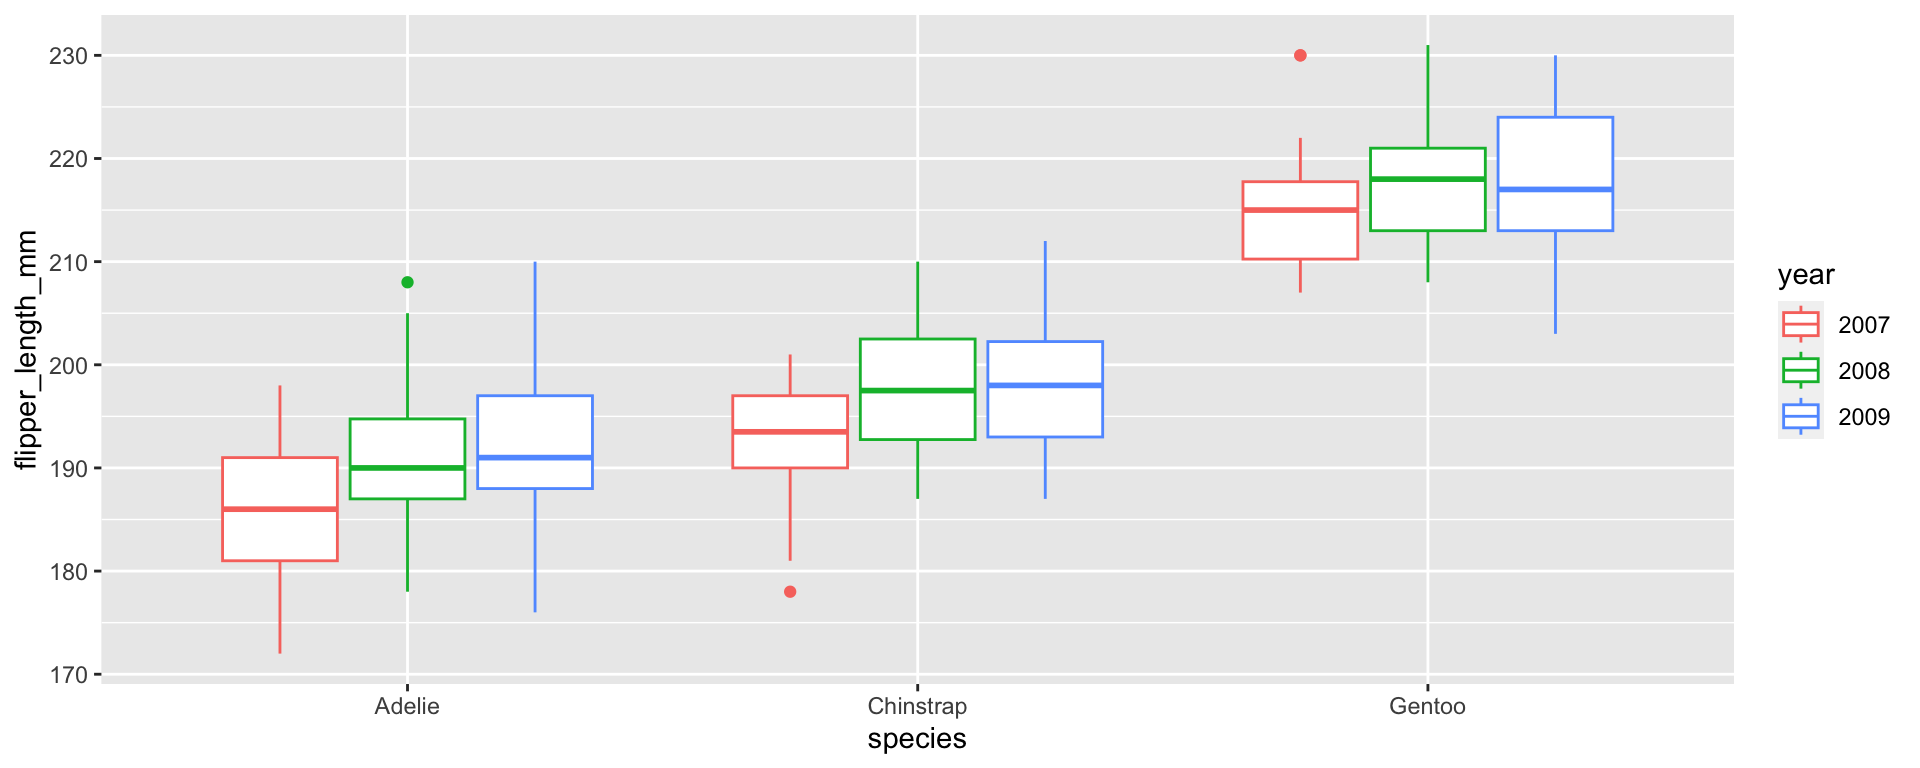 230
220
210
200
190
180
170
flipper_length_mm
Adelie
Chinstrap
Gentoo
species
year
2007
2008
2009